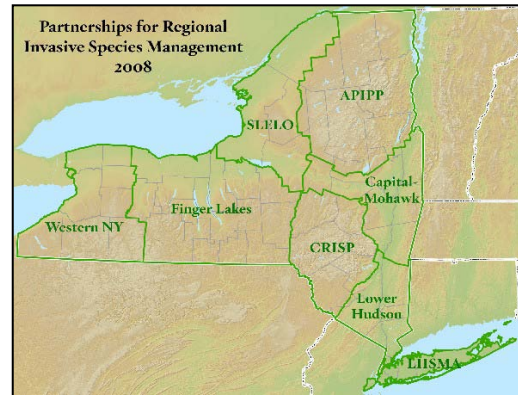 Partnerships for Regional
Invasive Species Management
2008
APIPP
SLELO
Capital-
Mohawk
Finger Lakes
Western NY
CRISP
Lower
Hudson
LIISMA